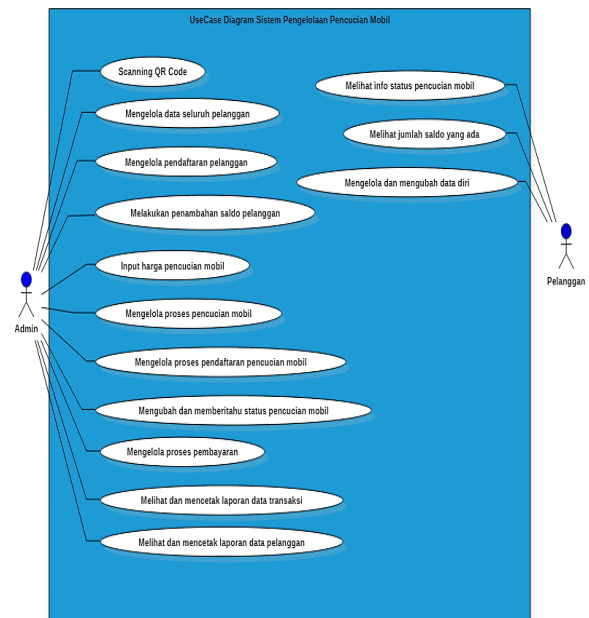 UseCase Diagram Sistem Pengelolaan Pencucian Mobil
Scanning QR Code
Mengelola data seluruh pelanggan
Mengelola pendaftaran pelanggan
Melakukan penambahan saldo pelanggan
Input harga pencucian mobil
Mengelola proses pencucian mobil
Mengelola proses pendaftaran pencucian mobil
Mengubah dan memberitahu status pencucian mobil
Mengelola proses pembayaran
Melihat dan mencetak laporan data transaksi
Melihat dan mencetak laporan data pelanggan
Melihat info status pencucian mobil
Melihat jumlah saldo yang ada
Mengelola dan mengubah data diri
Admin
Pelanggan